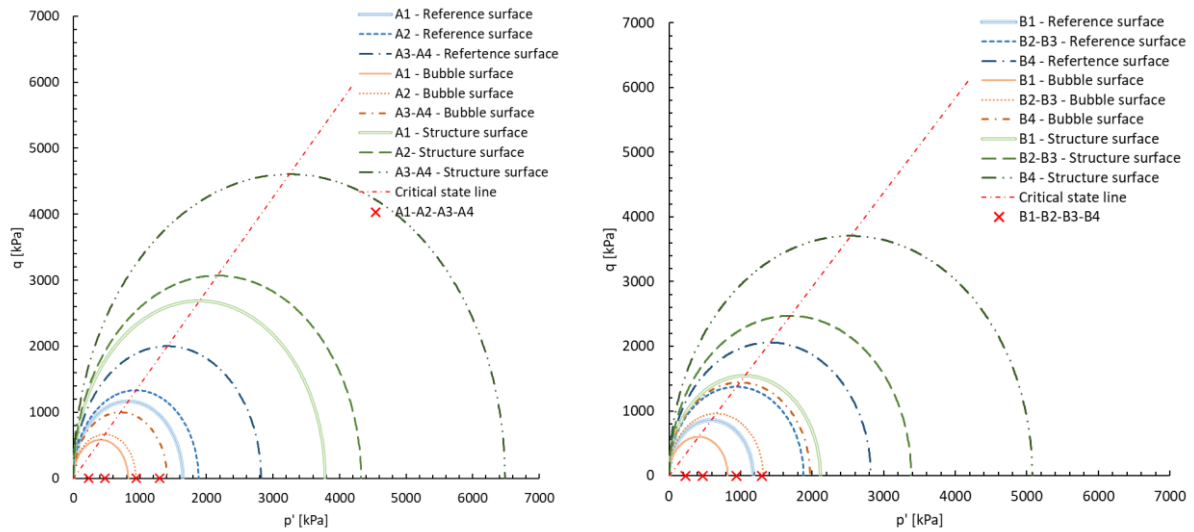 7000
6000
5000
4000
3000
2000
1000
0
q [kPa]
0 1000 2000 3000 4000 5000 6000 7000
p' [kPa]
A1 - Reference surface
A2 - Reference surface
A3-A4 - Refertence surface
A1 - Bubble surface
A2 - Bubble surface
A3-A4 - Bubble surface
A1 - Structure surface
A2- Structure surface
A3-A4 - Structure surface
Critical state line
A1-A2-A3-A4
7000
6000
5000
4000
3000
2000
1000
0
q [kPa]
0 1000 2000 3000 4000 5000 6000 7000
p' [kPa]
B1 - Reference surface
B2-B3 - Reference surface
B4 - Refertence surface
B1 - Bubble surface
B2-B3 - Bubble surface
B4 - Bubble surface
B1 - Structure surface
B2-B3 - Structure surface
B4 - Structure surface
Critical state line
B1-B2-B3-B4